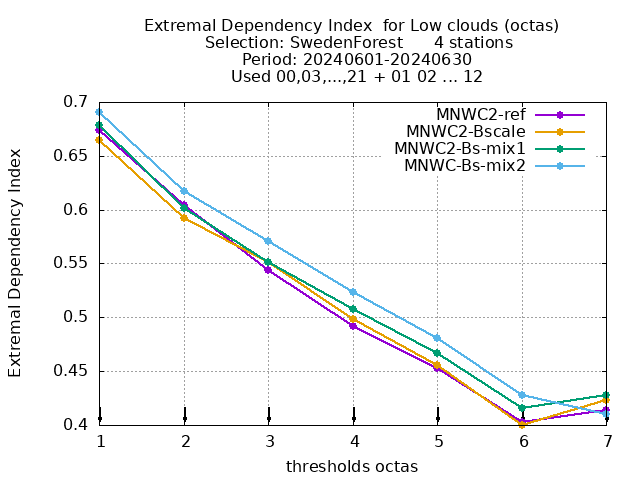 Extremal Dependency Index  for Low clouds (octas)
Selection: SwedenForest      4 stations
Period: 20240601-20240630
Used 00,03,...,21 + 01 02 ... 12
MNWC2-ref
MNWC2-Bscale
MNWC2-Bs-mix1
MNWC-Bs-mix2
Extremal Dependency Index
0.7
0.65
0.6
0.55
0.5
0.45
0.4
1 2 3 4 5 6 7
thresholds octas